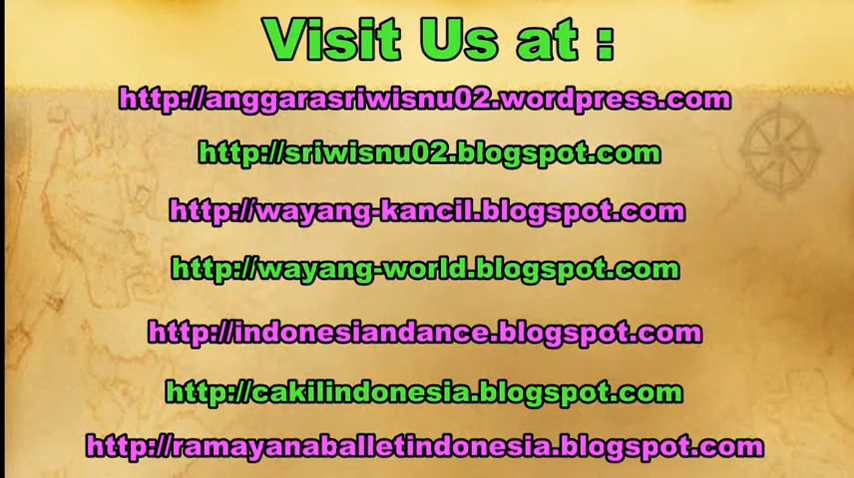 Visit Us at :
http://anggarasriwisnu02.wordpress.com
http://sriwisnu02.blogspot.com
http://wayang-kancil.blogspot.com
http://wayang-world.blogspot.com
http://indonesiandance.blogspot.com
http://cakilindonesia.blogspot.com
http://ramayanaballetindonesia.blogspot.com